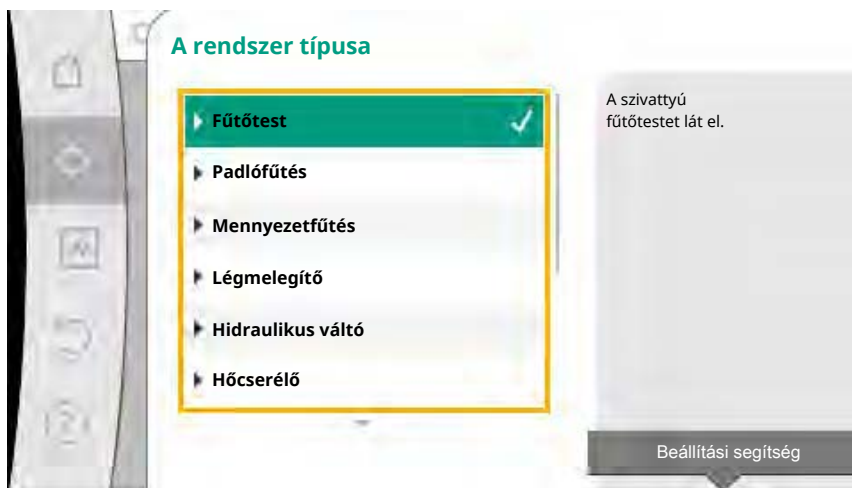 A rendszer típusa
Fűtőtest
Padlófűtés
Mennyezetfűtés
Légmelegítő
Hidraulikus váltó
Hőcserélő
A szivattyú
fűtőtestet lát el.
Beállítási segítség